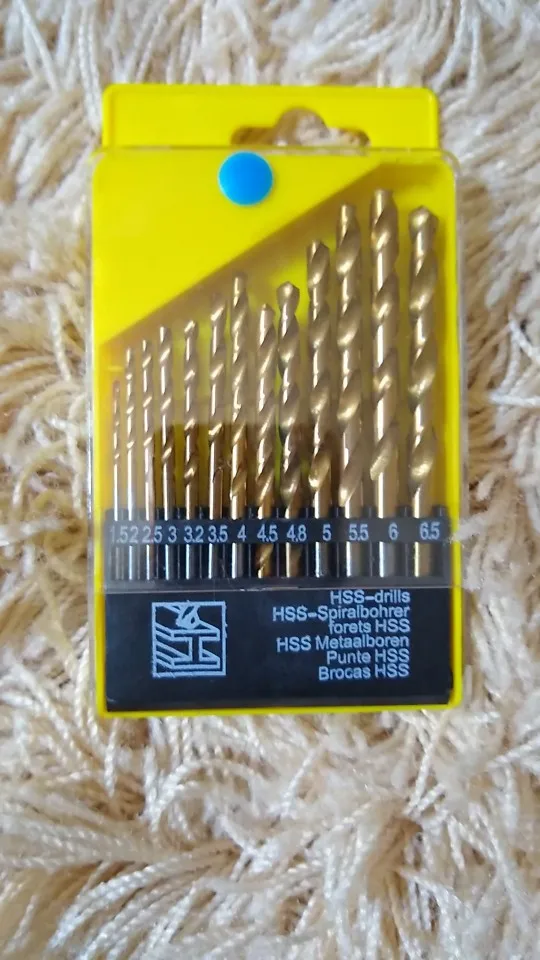 1.5 2 2.5 3 3.2 3.5 4 4.5 4.8 5 5.5 6 6.5
HSS-drills
HSS-Spiralbohrer
forets HSS
HSS Metaalboren
Punte HSS
Brocas HSS